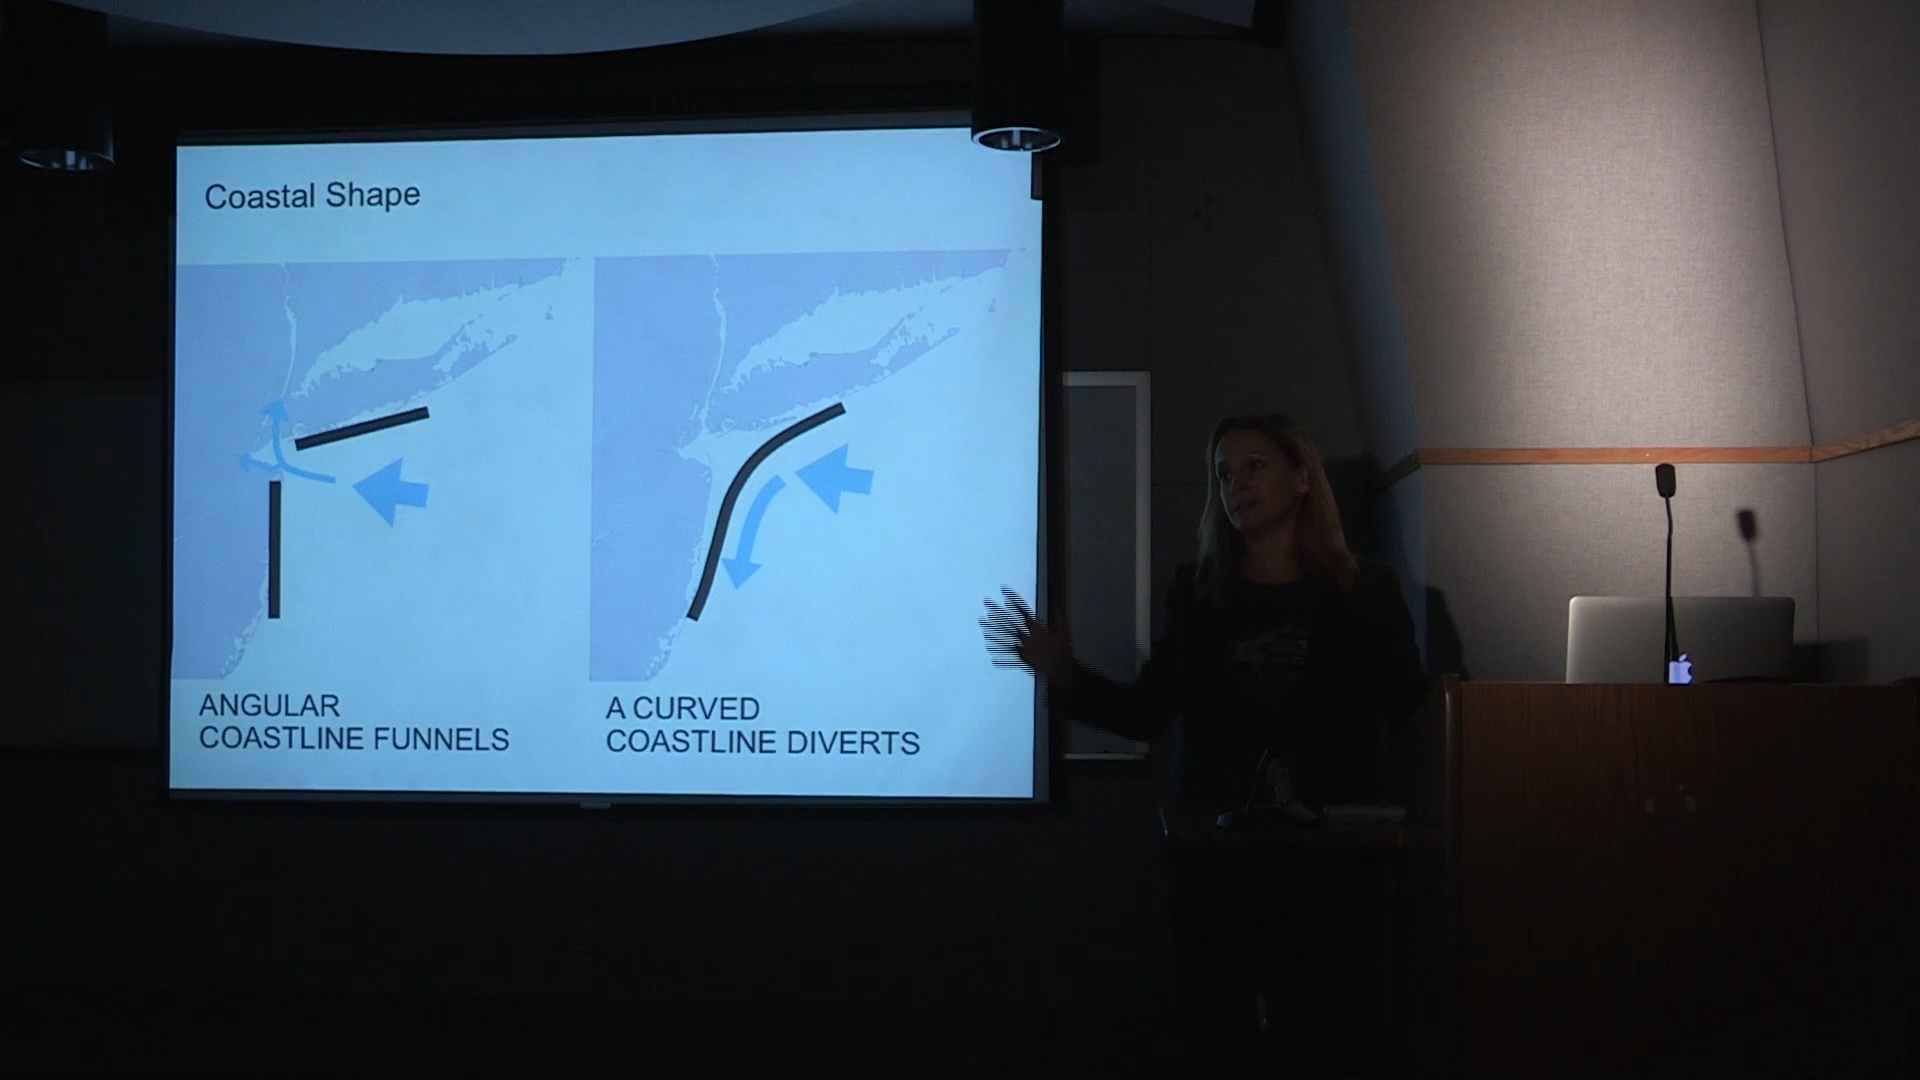 Coastal Shape
ANGULAR
COASTLINE FUNNELS
A CURVED
COASTLINE DIVERTS